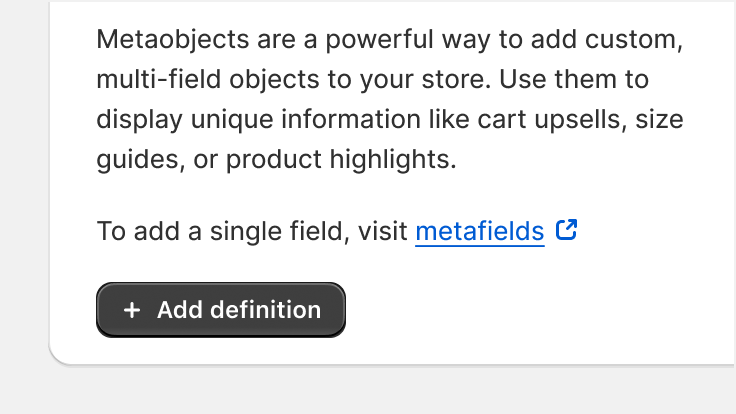 Metaobjects are a powerful way to add custom,
multi-field objects to your store. Use them to
display unique information like cart upsells, size
guides, or product highlights.
To add a single field, visit metafields
+ Add definition